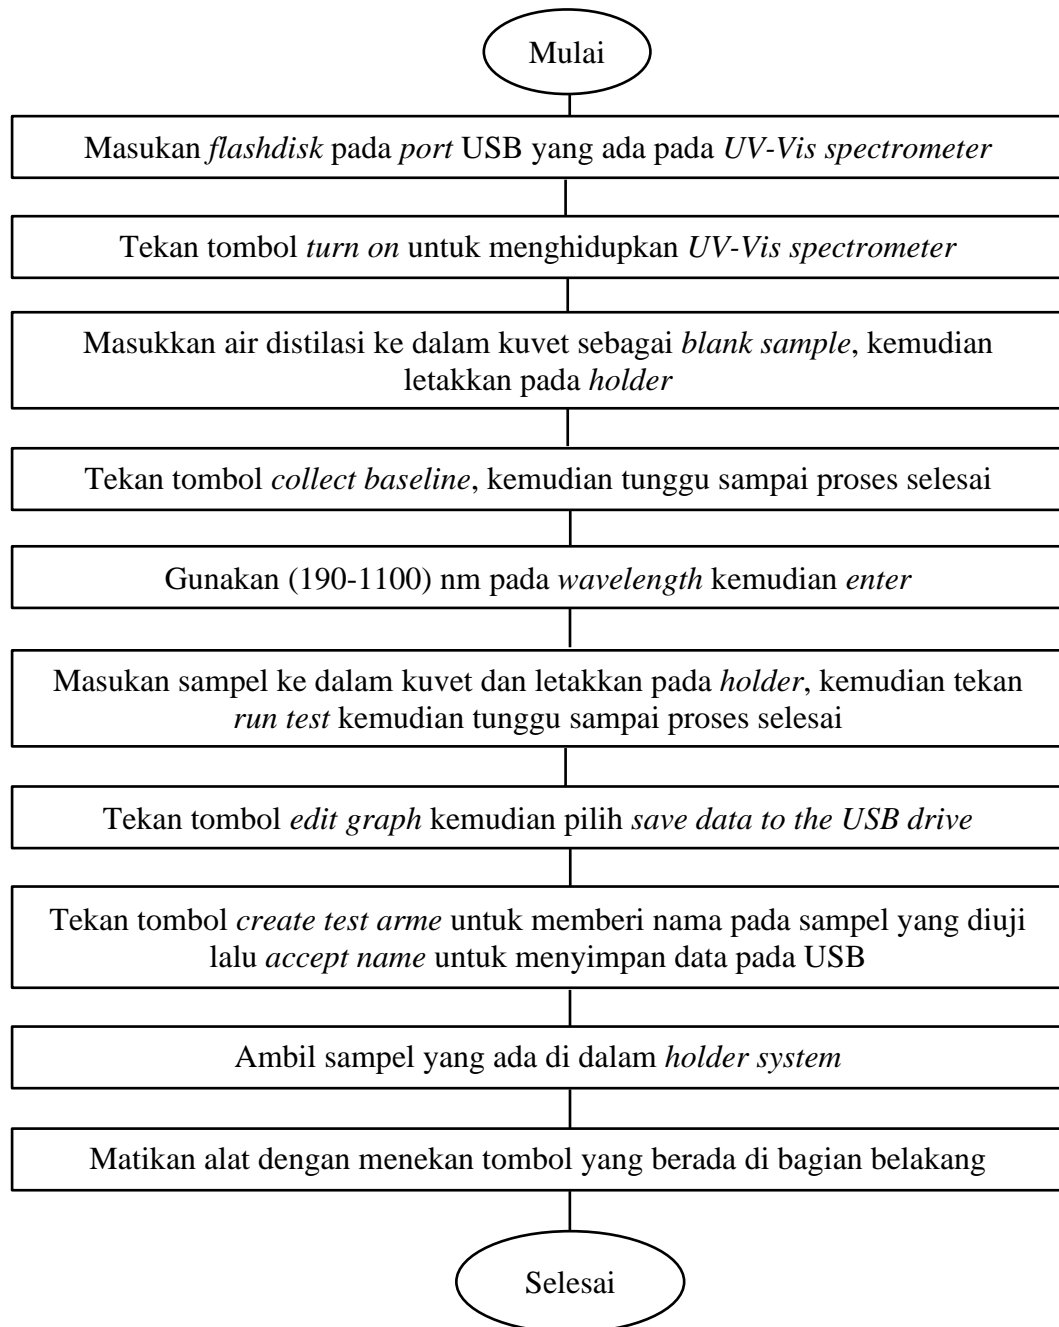 Mulai
Masukan flashdisk pada port USB yang ada pada UV-Vis spectrometer
Tekan tombol turn on untuk menghidupkan UV-Vis spectrometer
Masukkan air distilasi ke dalam kuvet sebagai blank sample, kemudian
letakkan pada holder
Tekan tombol collect baseline, kemudian tunggu sampai proses selesai
Gunakan (190-1100) nm pada wavelength kemudian enter
Masukan sampel ke dalam kuvet dan letakkan pada holder, kemudian tekan
run test kemudian tunggu sampai proses selesai
Tekan tombol edit graph kemudian pilih save data to the USB drive
Tekan tombol create test arme untuk memberi nama pada sampel yang diuji
lalu accept name untuk menyimpan data pada USB
Ambil sampel yang ada di dalam holder system
Matikan alat dengan menekan tombol yang berada di bagian belakang
Selesai